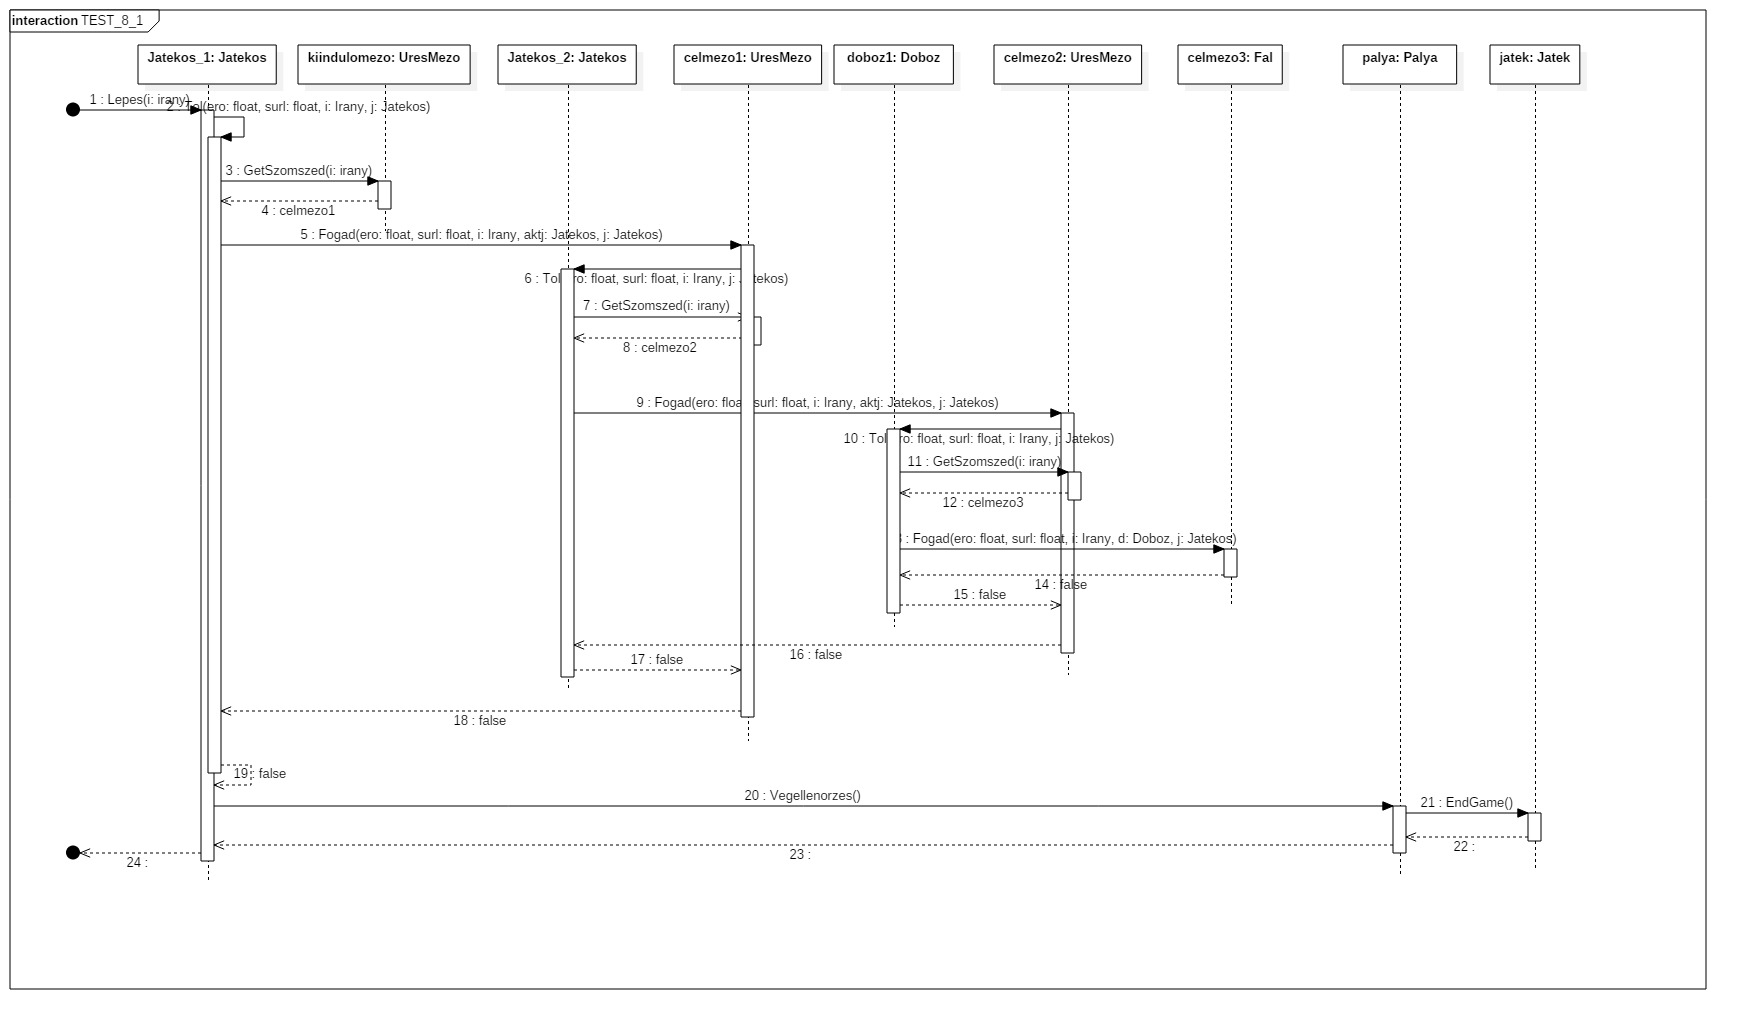 interaction TEST_8_1
Jatekos_1: Jatekos
kiindulomezo: UresMezo
Jatekos_2: Jatekos
celmezo1: UresMezo
doboz1: Doboz
celmezo2: UresMezo
celmezo3: Fal
palya: Palya
jatek: Jatek
1 : Lepes(i: irany)
2 : Tol(ero: float, surl: float, i: Irany, j: Jatekos)
3 : GetSzomszed(i: irany)
4 : celmezo1
5 : Fogad(ero: float, surl: float, i: Irany, aktj: Jatekos, j: Jatekos)
6 : Tol(ero: float, surl: float, i: Irany, j: Jatekos)
7 : GetSzomszed(i: irany)
8 : celmezo2
9 : Fogad(ero: float, surl: float, i: Irany, aktj: Jatekos, j: Jatekos)
10 : Tol(ero: float, surl: float, i: Irany, j: Jatekos)
11 : GetSzomszed(i: irany)
12 : celmezo3
: Fogad(ero: float, surl: float, i: Irany, d: Doboz, j: Jatekos)
14 : false
15 : false
16 : false
17 : false
18 : false
19 : false
20 : Vegellenorzes()
21 : EndGame()
22 :
23 :
24 :